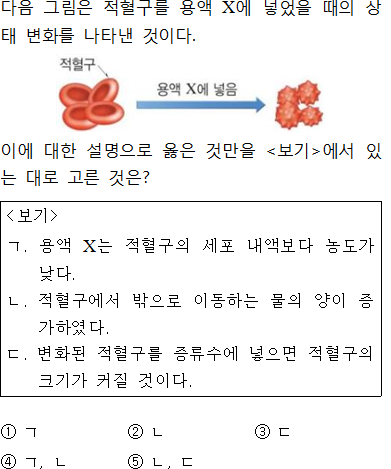 다음 그림은 적혈구를 용액 X에 넣었을 때의 상
태 변화를 나타낸 것이다.
적혈구
용액 X에 넣음
이에 대한 설명으로 옳은 것만을 <보기>에서 있
는 대로 고른 것은?
<보기>
ㄱ. 용액 X는 적혈구의 세포 내액보다 농도가
낮다.
ㄴ. 적혈구에서 밖으로 이동하는 물의 양이 증
가하였다.
ㄷ. 변화된 적혈구를 증류수에 넣으면 적혈구의
크기가 커질 것이다.
① ㄱ ② ㄴ ③ ㄷ
④ ㄱ, ㄴ ⑤ ㄴ, ㄷ